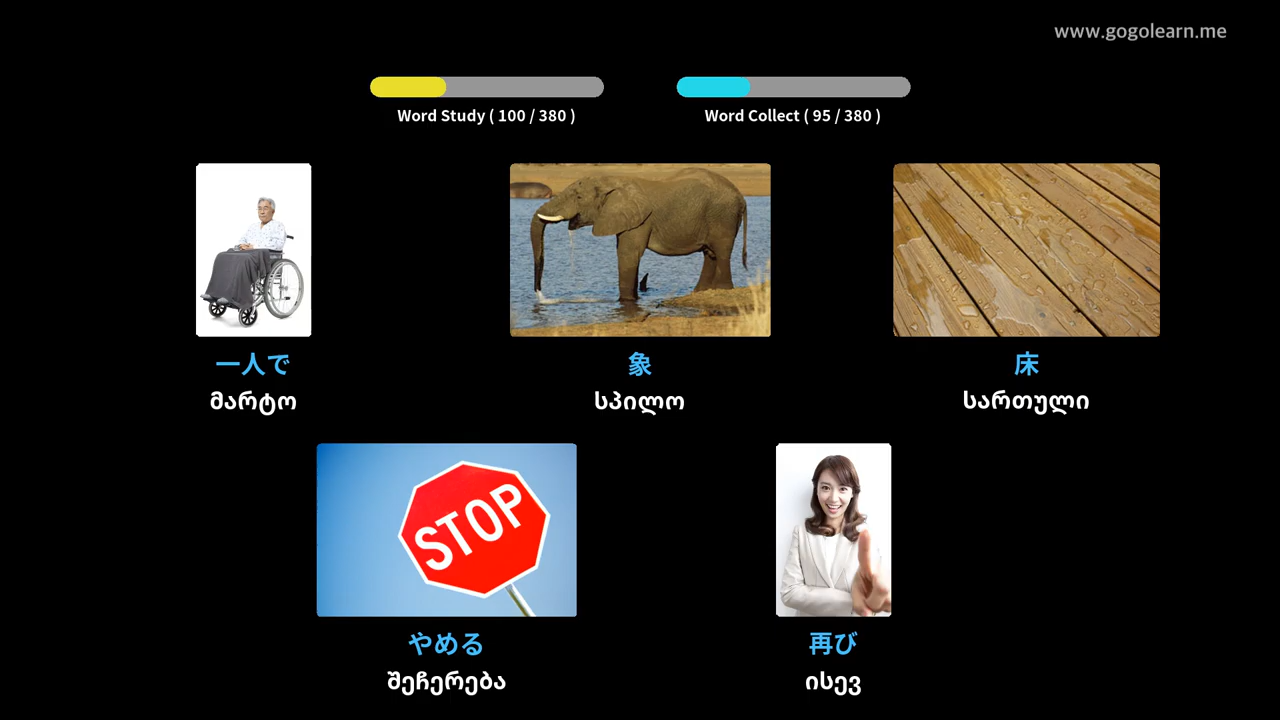 www.gogolearn.me
Word Study ( 100 / 380 )
Word Collect ( 95 / 380 )
一人で
მარტო
象
სპილო
床
სართული
STOP
やめる
შეჩერება
再び
ისევ